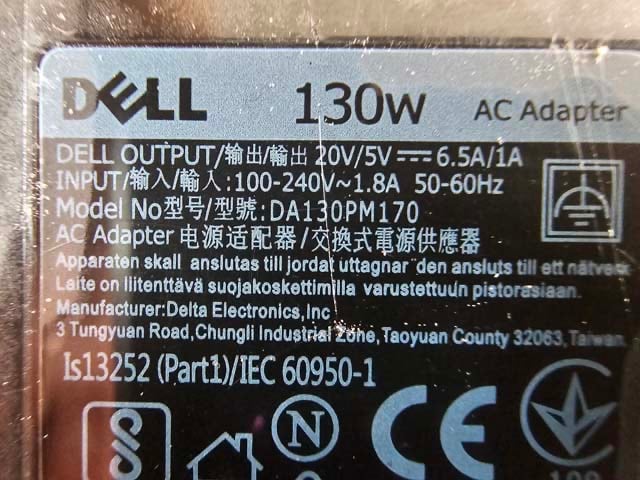 DELL 130W AC Adapter
DELL OUTPUT/输出/輸出 20V/5V⎓6.5A/1A
INPUT/输入/輸入:100-240V~1.8A 50-60Hz
Model No型号/型號:DA130PM170
AC Adapter 电源适配器/交換式電源供應器
Apparaten skall anslutas till jordat uttagnar den ansluts till ett nätverk
Laite on liitenttävä suojakoskettimilla varustettuun pistorasiaan.
Manufacturer:Delta Electronics,Inc
3 Tungyuan Road,Chungli Industrial Zone,Taoyuan County 32063,Taiwan.
Is13252 (Part1)/IEC 60950-1
N
CE